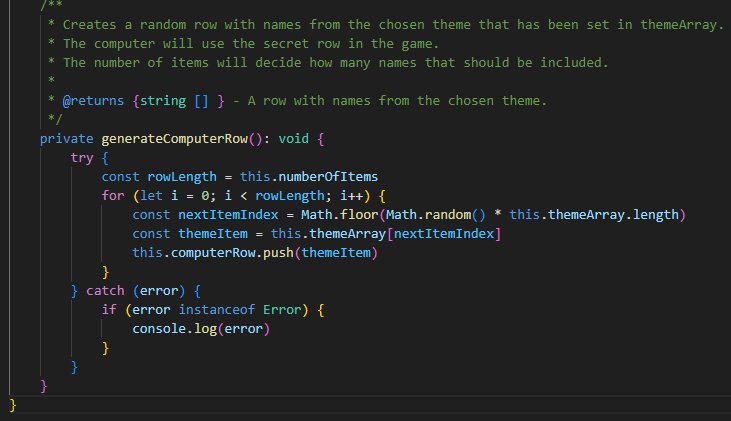 /**
 * Creates a random row with names from the chosen theme that has been set in themeArray.
 * The computer will use the secret row in the game.
 * The number of items will decide how many names that should be included.
 *
 * @returns {string [] } - A row with names from the chosen theme.
 */
private generateComputerRow(): void {
    try {
        const rowLength = this.numberOfItems
        for (let i = 0; i < rowLength; i++) {
            const nextItemIndex = Math.floor(Math.random() * this.themeArray.length)
            const themeItem = this.themeArray[nextItemIndex]
            this.computerRow.push(themeItem)
        }
    } catch (error) {
        if (error instanceof Error) {
            console.log(error)
        }
    }
}
}